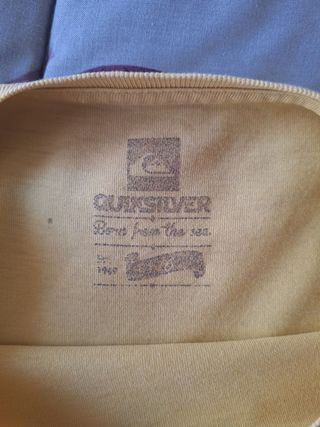 QUIKSILVER
Born from the sea.
1969